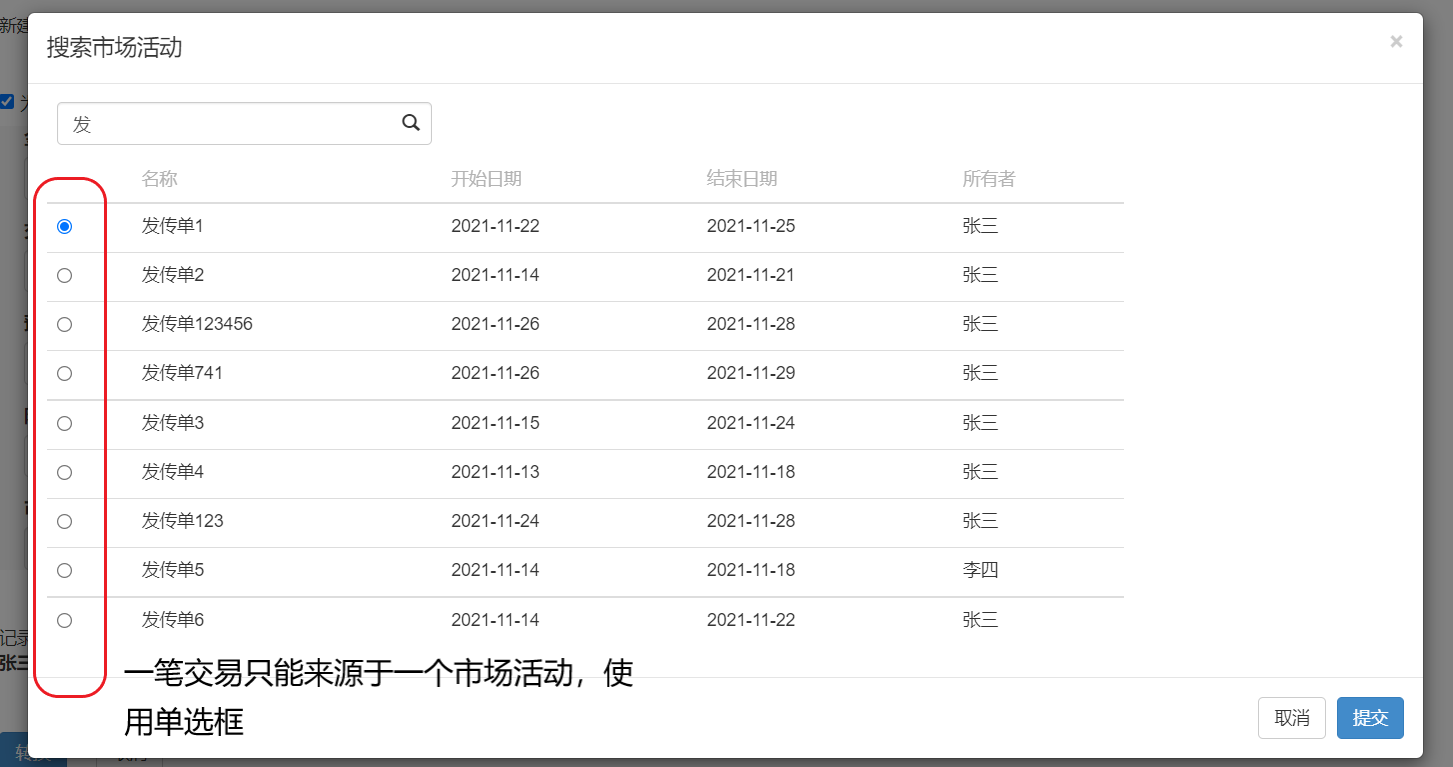 新建
搜索市场活动
×
发
名称 开始日期 结束日期 所有者
发传单1 2021-11-22 2021-11-25 张三
发传单2 2021-11-14 2021-11-21 张三
发传单123456 2021-11-26 2021-11-28 张三
发传单741 2021-11-26 2021-11-29 张三
发传单3 2021-11-15 2021-11-24 张三
发传单4 2021-11-13 2021-11-18 张三
发传单123 2021-11-24 2021-11-28 张三
发传单5 2021-11-14 2021-11-18 李四
发传单6 2021-11-14 2021-11-22 张三
记录
张三
一笔交易只能来源于一个市场活动，使
用单选框
取消 提交
转换